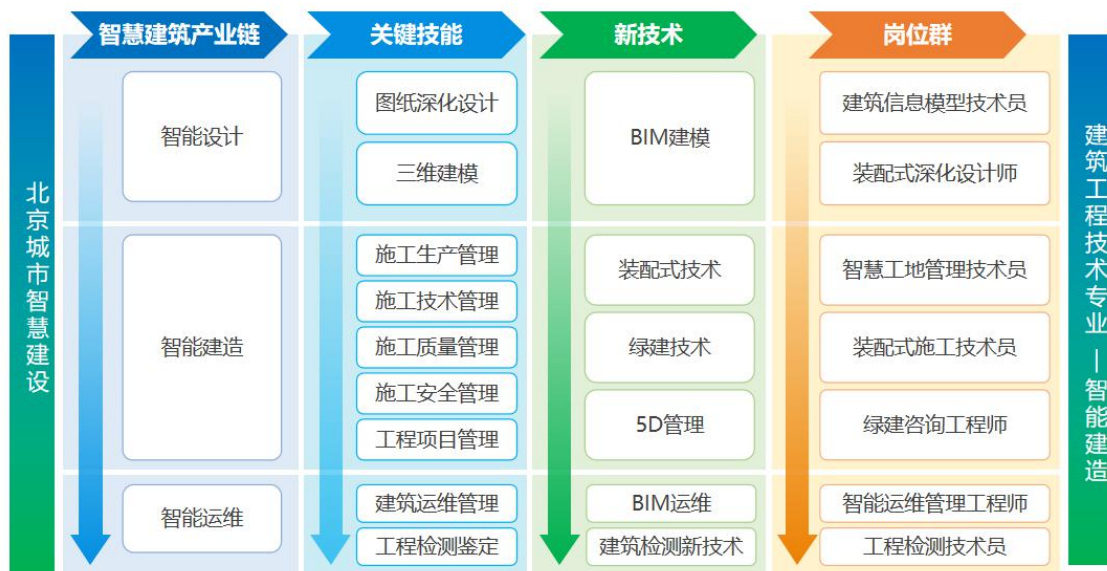 智慧建筑产业链
关键技能
新技术
岗位群
北京城市智慧建设
智能设计
图纸深化设计
三维建模
BIM建模
建筑信息模型技术员
装配式深化设计师
智能建造
施工生产管理
施工技术管理
施工质量管理
施工安全管理
工程项目管理
装配式技术
绿建技术
5D管理
智慧工地管理技术员
装配式施工技术员
绿建咨询工程师
智能运维
建筑运维管理
工程检测鉴定
BIM运维
建筑检测新技术
智能运维管理工程师
工程检测技术员
建筑工程技术专业—智能建造